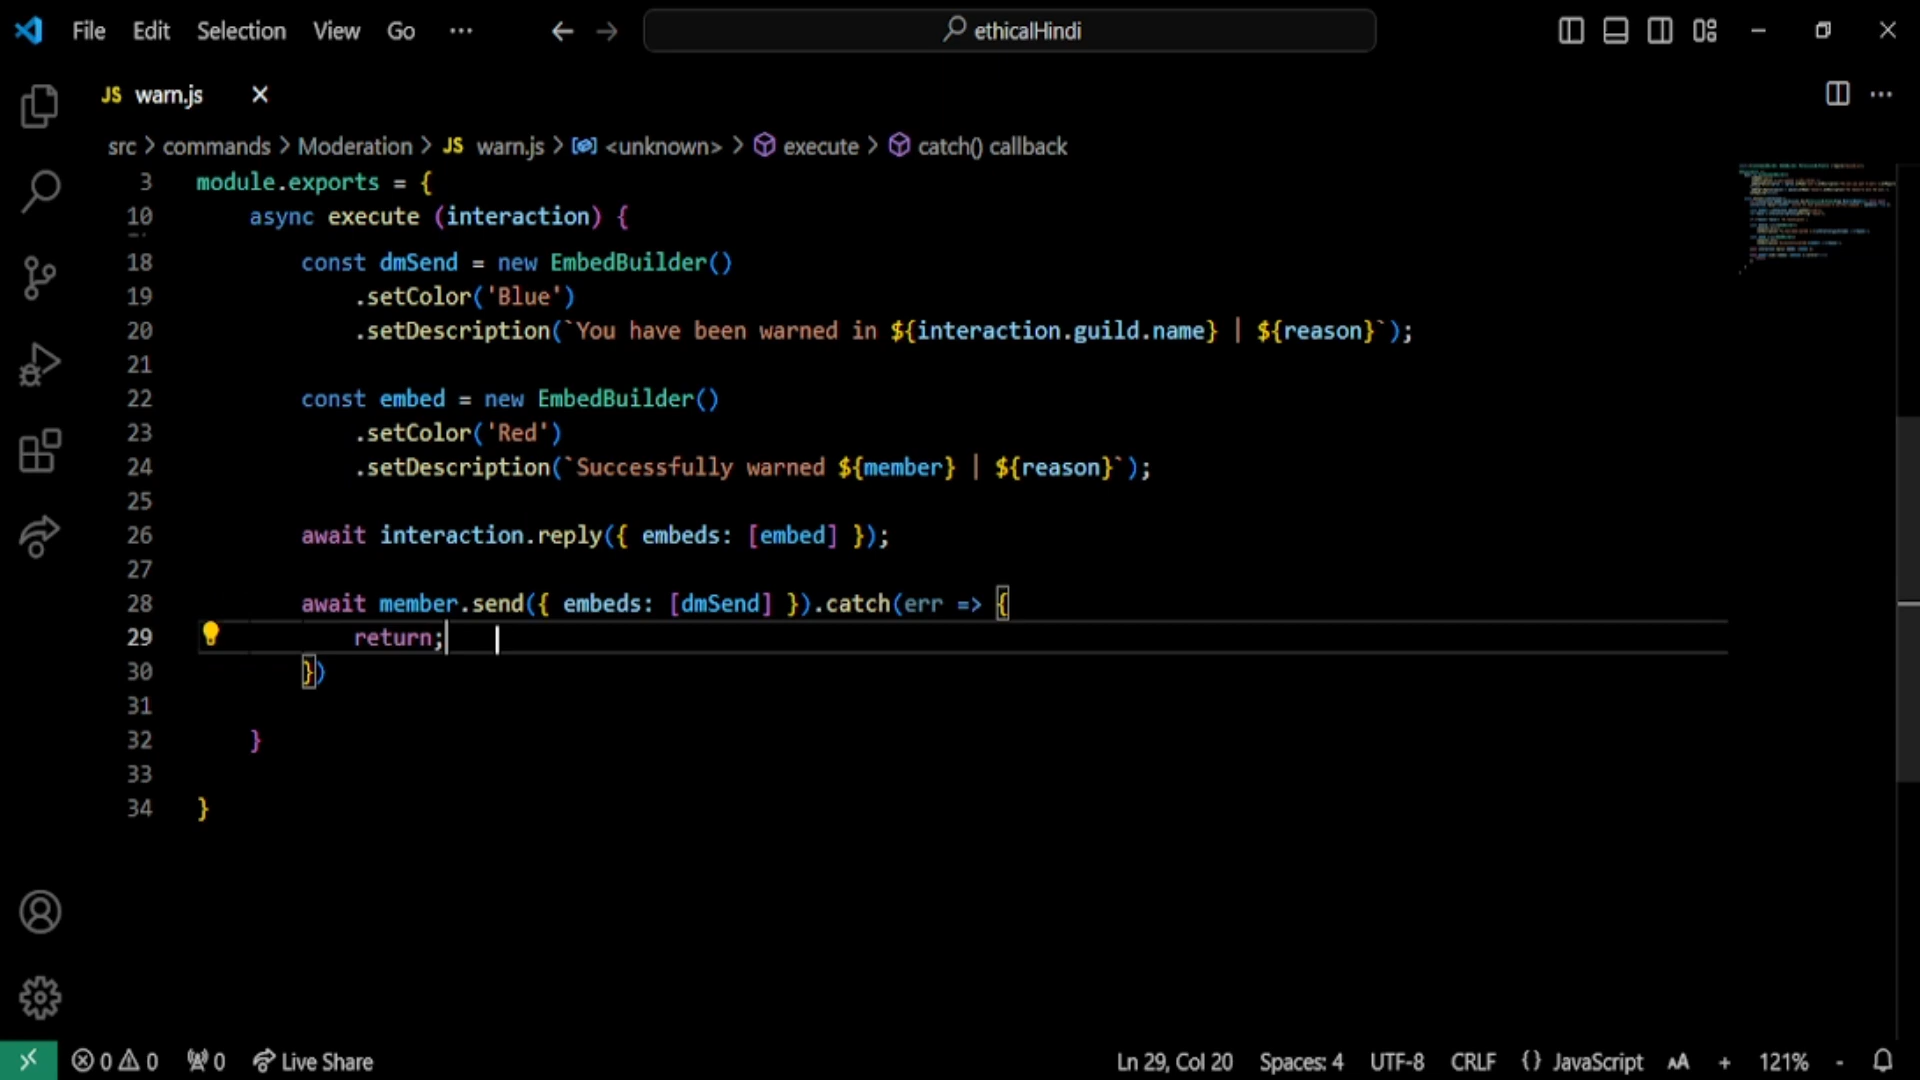 File Edit Selection View Go ··· ethicalHindi
JS warn.js
src > commands > Moderation > JS warn.js > <unknown> > execute > catch() callback
3 module.exports = {
10 async execute (interaction) {
18 const dmSend = new EmbedBuilder()
19 .setColor('Blue')
20 .setDescription(`You have been warned in ${interaction.guild.name} | ${reason}`);
21
22 const embed = new EmbedBuilder()
23 .setColor('Red')
24 .setDescription(`Successfully warned ${member} | ${reason}`);
25
26 await interaction.reply({ embeds: [embed] });
27
28 await member.send({ embeds: [dmSend] }).catch(err => {
29 return;
30 })
31
32 }
33
34 }
0 0 0 Live Share Ln 29, Col 20 Spaces: 4 UTF-8 CRLF {} JavaScript AA + 121% -